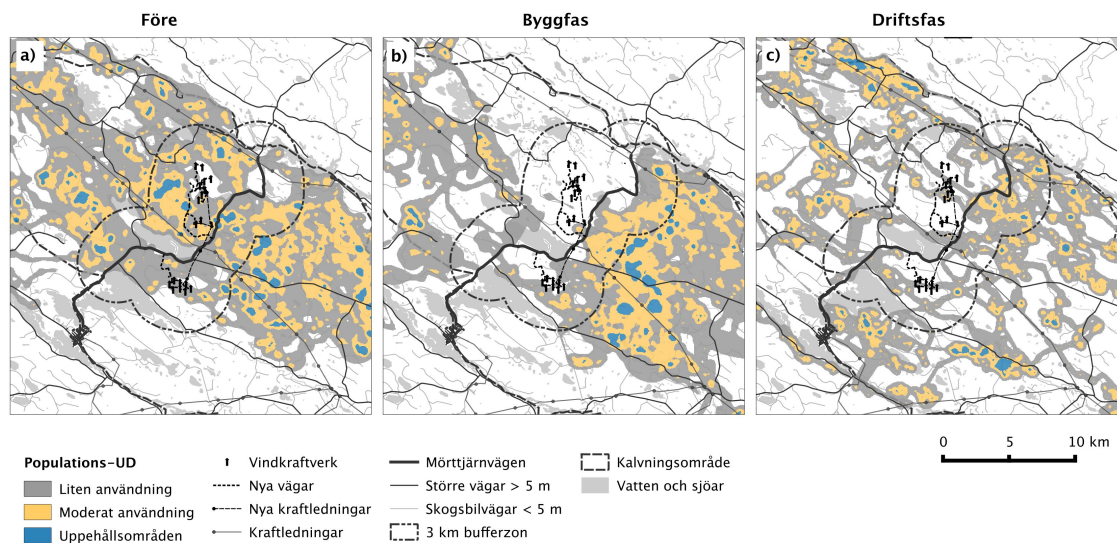 Före
Byggfas
Driftsfas
a)
b)
c)
0 5 10 km
Populations-UD
Liten användning
Moderat användning
Uppehållsområden
Vindkraftverk
Nya vägar
Nya kraftledningar
Kraftledningar
Mörttjärnvägen
Större vägar > 5 m
Skogsbilvägar < 5 m
3 km bufferzon
Kalvningsområde
Vatten och sjöar